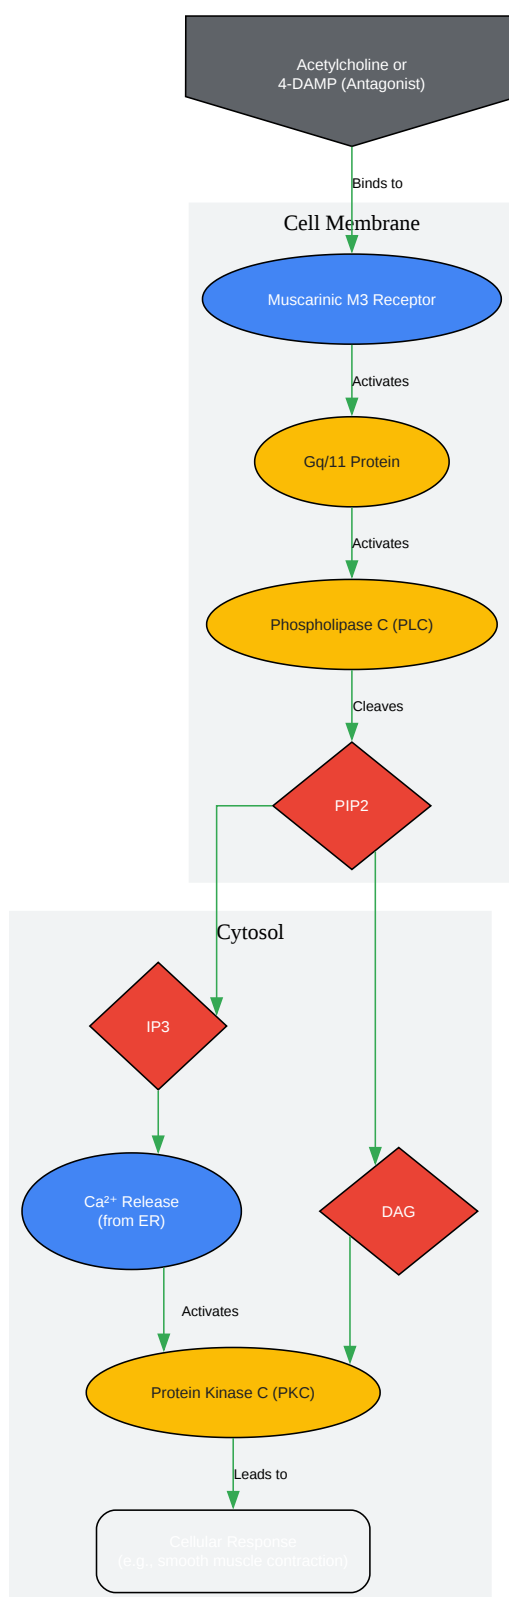 Acetylcholine or
4-DAMP (Antagonist)
Binds to
Cell Membrane
Muscarinic M3 Receptor
Activates
Gq/11 Protein
Activates
Phospholipase C (PLC)
Cleaves
PIP2
Cytosol
IP3
Ca²⁺ Release
(from ER)
DAG
Activates
Protein Kinase C (PKC)
Leads to
Cellular Response
(e.g., smooth muscle contraction)